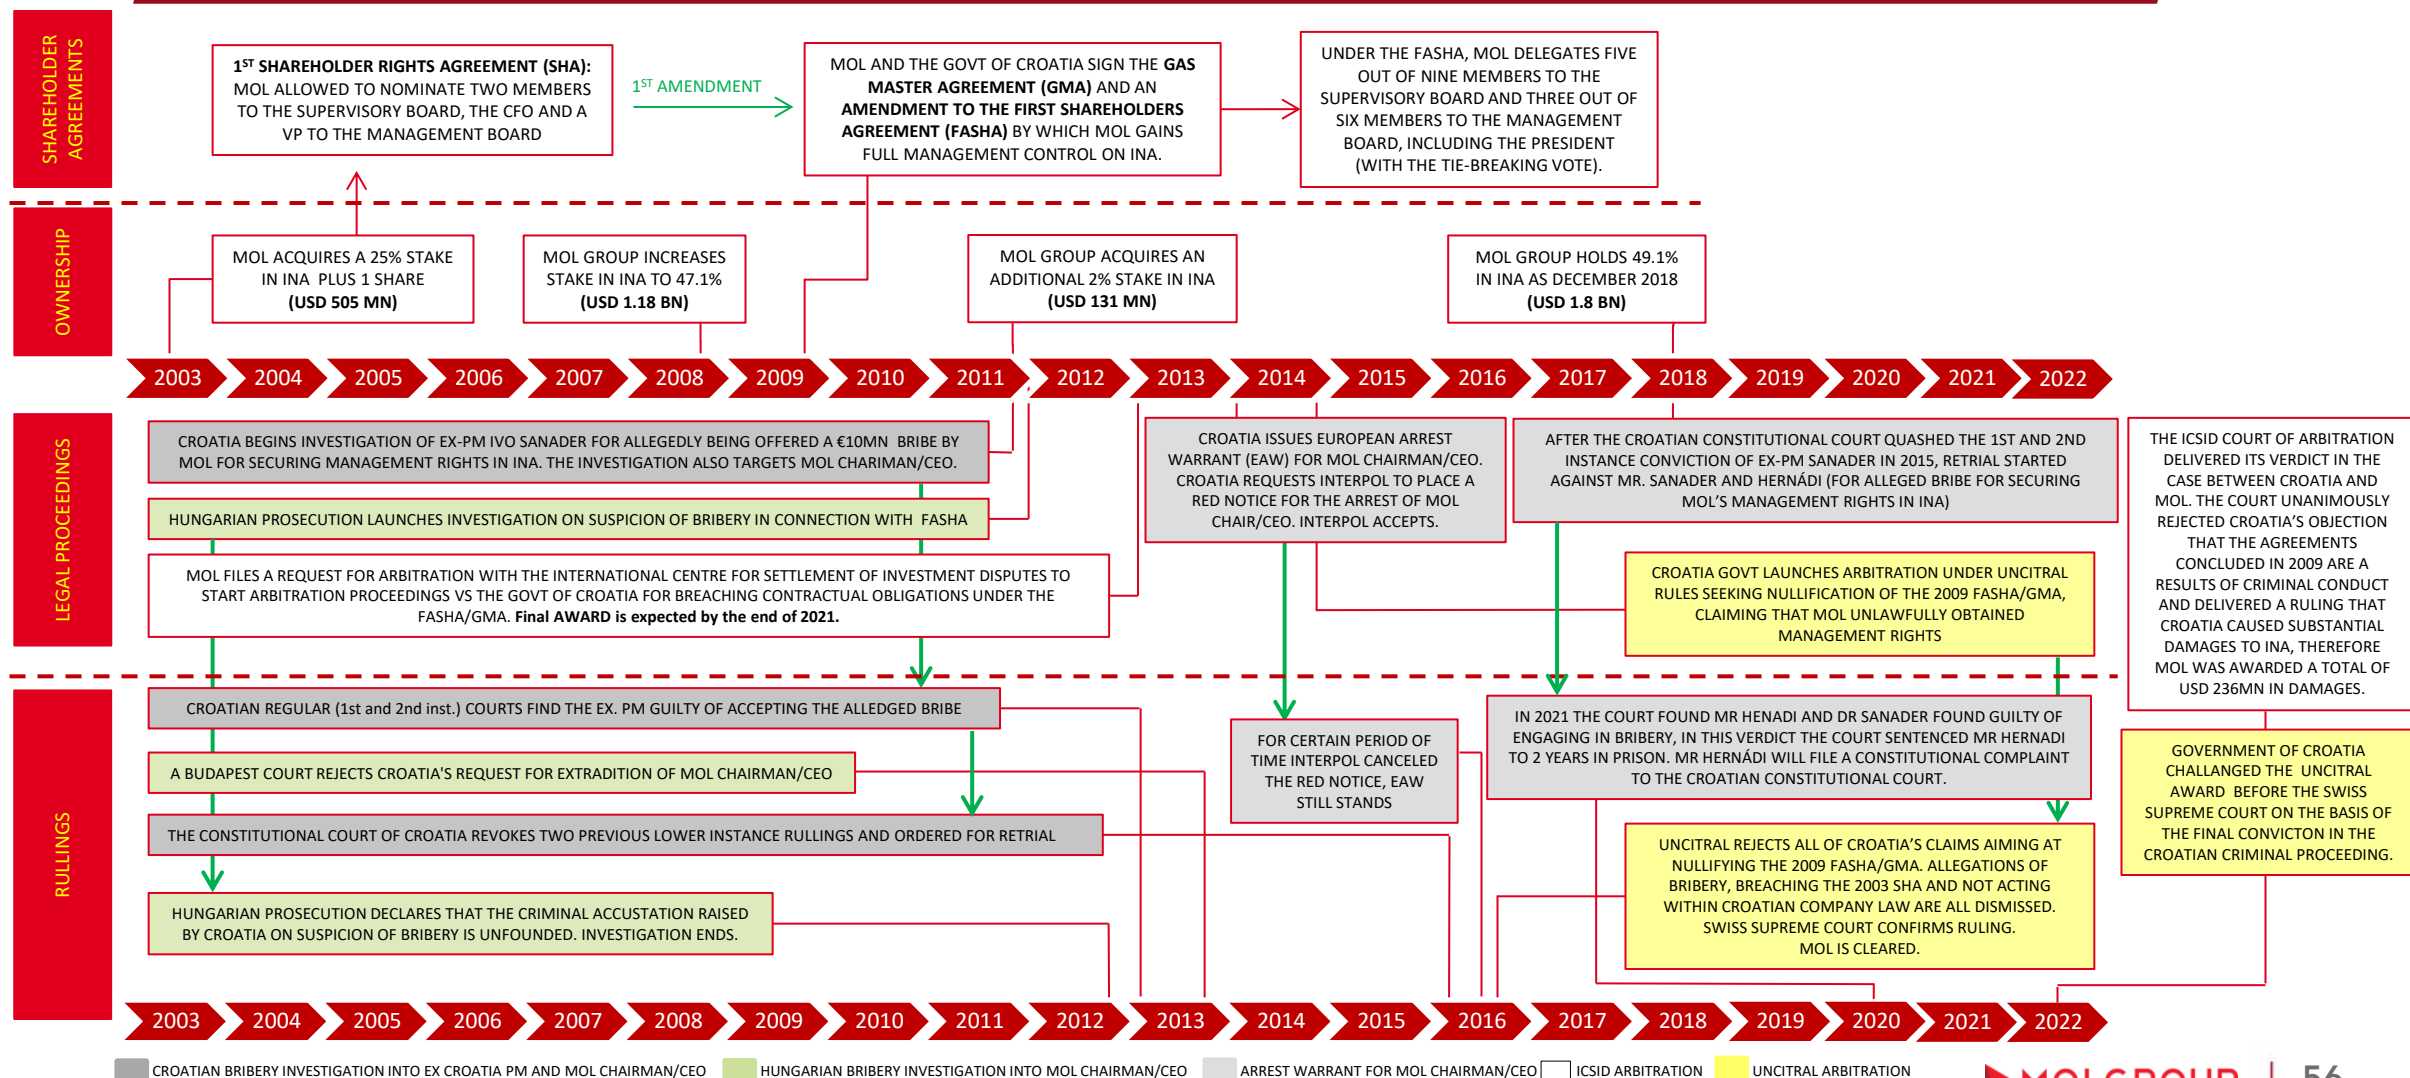 SHAREHOLDER
AGREEMENTS
1ST SHAREHOLDER RIGHTS AGREEMENT (SHA):
MOL ALLOWED TO NOMINATE TWO MEMBERS
TO THE SUPERVISORY BOARD, THE CFO AND A
VP TO THE MANAGEMENT BOARD
1ST AMENDMENT
MOL AND THE GOVT OF CROATIA SIGN THE GAS
MASTER AGREEMENT (GMA) AND AN
AMENDMENT TO THE FIRST SHAREHOLDERS
AGREEMENT (FASHA) BY WHICH MOL GAINS
FULL MANAGEMENT CONTROL ON INA.
UNDER THE FASHA, MOL DELEGATES FIVE
OUT OF NINE MEMBERS TO THE
SUPERVISORY BOARD AND THREE OUT OF
SIX MEMBERS TO THE MANAGEMENT
BOARD, INCLUDING THE PRESIDENT
(WITH THE TIE-BREAKING VOTE).
OWNERSHIP
MOL ACQUIRES A 25% STAKE
IN INA PLUS 1 SHARE
(USD 505 MN)
MOL GROUP INCREASES
STAKE IN INA TO 47.1%
(USD 1.18 BN)
MOL GROUP ACQUIRES AN
ADDITIONAL 2% STAKE IN INA
(USD 131 MN)
MOL GROUP HOLDS 49.1%
IN INA AS DECEMBER 2018
(USD 1.8 BN)
2003 2004 2005 2006 2007 2008 2009 2010 2011 2012 2013 2014 2015 2016 2017 2018 2019 2020 2021 2022
LEGAL PROCEEDINGS
CROATIA BEGINS INVESTIGATION OF EX-PM IVO SANADER FOR ALLEGEDLY BEING OFFERED A €10MN BRIBE BY
MOL FOR SECURING MANAGEMENT RIGHTS IN INA. THE INVESTIGATION ALSO TARGETS MOL CHARIMAN/CEO.
HUNGARIAN PROSECUTION LAUNCHES INVESTIGATION ON SUSPICION OF BRIBERY IN CONNECTION WITH FASHA
MOL FILES A REQUEST FOR ARBITRATION WITH THE INTERNATIONAL CENTRE FOR SETTLEMENT OF INVESTMENT DISPUTES TO
START ARBITRATION PROCEEDINGS VS THE GOVT OF CROATIA FOR BREACHING CONTRACTUAL OBLIGATIONS UNDER THE
FASHA/GMA. Final AWARD is expected by the end of 2021.
CROATIA ISSUES EUROPEAN ARREST
WARRANT (EAW) FOR MOL CHAIRMAN/CEO.
CROATIA REQUESTS INTERPOL TO PLACE A
RED NOTICE FOR THE ARREST OF MOL
CHAIR/CEO. INTERPOL ACCEPTS.
AFTER THE CROATIAN CONSTITUTIONAL COURT QUASHED THE 1ST AND 2ND
INSTANCE CONVICTION OF EX-PM SANADER IN 2015, RETRIAL STARTED
AGAINST MR. SANADER AND HERNÁDI (FOR ALLEGED BRIBE FOR SECURING
MOL'S MANAGEMENT RIGHTS IN INA)
CROATIA GOVT LAUNCHES ARBITRATION UNDER UNCITRAL
RULES SEEKING NULLIFICATION OF THE 2009 FASHA/GMA,
CLAIMING THAT MOL UNLAWFULLY OBTAINED
MANAGEMENT RIGHTS
THE ICSID COURT OF ARBITRATION
DELIVERED ITS VERDICT IN THE
CASE BETWEEN CROATIA AND
MOL. THE COURT UNANIMOUSLY
REJECTED CROATIA'S OBJECTION
THAT THE AGREEMENTS
CONCLUDED IN 2009 ARE A
RESULTS OF CRIMINAL CONDUCT
AND DELIVERED A RULING THAT
CROATIA CAUSED SUBSTANTIAL
DAMAGES TO INA, THEREFORE
MOL WAS AWARDED A TOTAL OF
USD 236MN IN DAMAGES.
RULLINGS
CROATIAN REGULAR (1st and 2nd inst.) COURTS FIND THE EX. PM GUILTY OF ACCEPTING THE ALLEDGED BRIBE
A BUDAPEST COURT REJECTS CROATIA'S REQUEST FOR EXTRADITION OF MOL CHAIRMAN/CEO
THE CONSTITUTIONAL COURT OF CROATIA REVOKES TWO PREVIOUS LOWER INSTANCE RULLINGS AND ORDERED FOR RETRIAL
HUNGARIAN PROSECUTION DECLARES THAT THE CRIMINAL ACCUSTATION RAISED
BY CROATIA ON SUSPICION OF BRIBERY IS UNFOUNDED. INVESTIGATION ENDS.
FOR CERTAIN PERIOD OF
TIME INTERPOL CANCELED
THE RED NOTICE, EAW
STILL STANDS
IN 2021 THE COURT FOUND MR HENADI AND DR SANADER FOUND GUILTY OF
ENGAGING IN BRIBERY, IN THIS VERDICT THE COURT SENTENCED MR HERNADI
TO 2 YEARS IN PRISON. MR HERNÁDI WILL FILE A CONSTITUTIONAL COMPLAINT
TO THE CROATIAN CONSTITUTIONAL COURT.
UNCITRAL REJECTS ALL OF CROATIA'S CLAIMS AIMING AT
NULLIFYING THE 2009 FASHA/GMA. ALLEGATIONS OF
BRIBERY, BREACHING THE 2003 SHA AND NOT ACTING
WITHIN CROATIAN COMPANY LAW ARE ALL DISMISSED.
SWISS SUPREME COURT CONFIRMS RULING.
MOL IS CLEARED.
GOVERNMENT OF CROATIA
CHALLANGED THE UNCITRAL
AWARD BEFORE THE SWISS
SUPREME COURT ON THE BASIS OF
THE FINAL CONVICTON IN THE
CROATIAN CRIMINAL PROCEEDING.
2003 2004 2005 2006 2007 2008 2009 2010 2011 2012 2013 2014 2015 2016 2017 2018 2019 2020 2021 2022
CROATIAN BRIBERY INVESTIGATION INTO EX CROATIA PM AND MOL CHAIRMAN/CEO
HUNGARIAN BRIBERY INVESTIGATION INTO MOL CHAIRMAN/CEO
ARREST WARRANT FOR MOL CHAIRMAN/CEO
ICSID ARBITRATION
UNCITRAL ARBITRATION
MOLGROUP
56